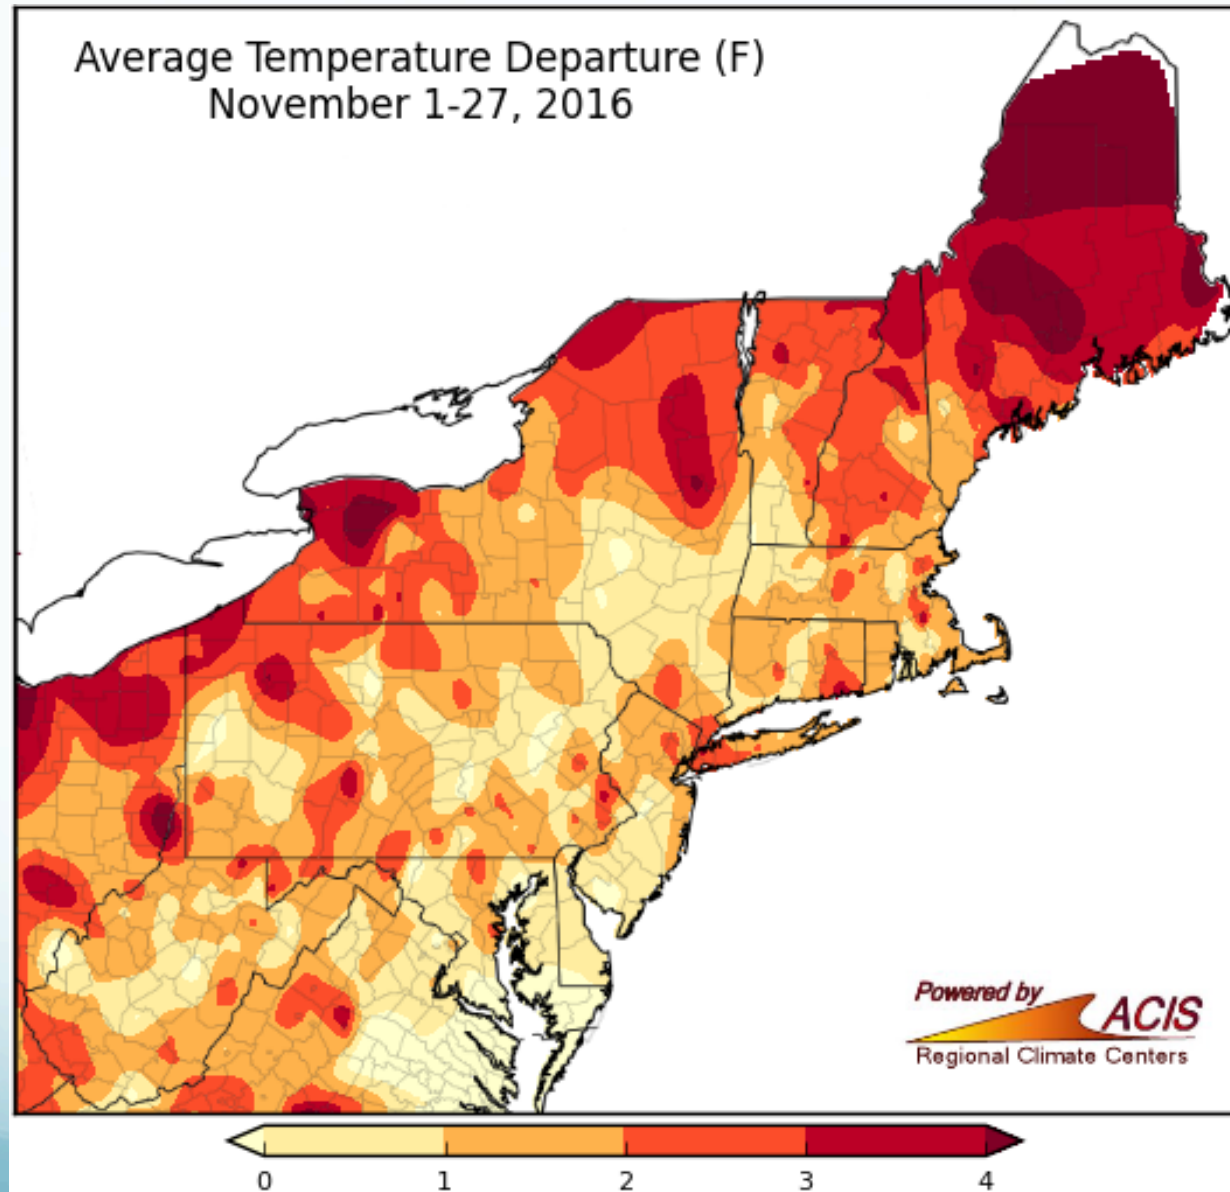 Average Temperature Departure (F)
November 1-27, 2016
Powered by
ACIS
Regional Climate Centers
0 1 2 3 4